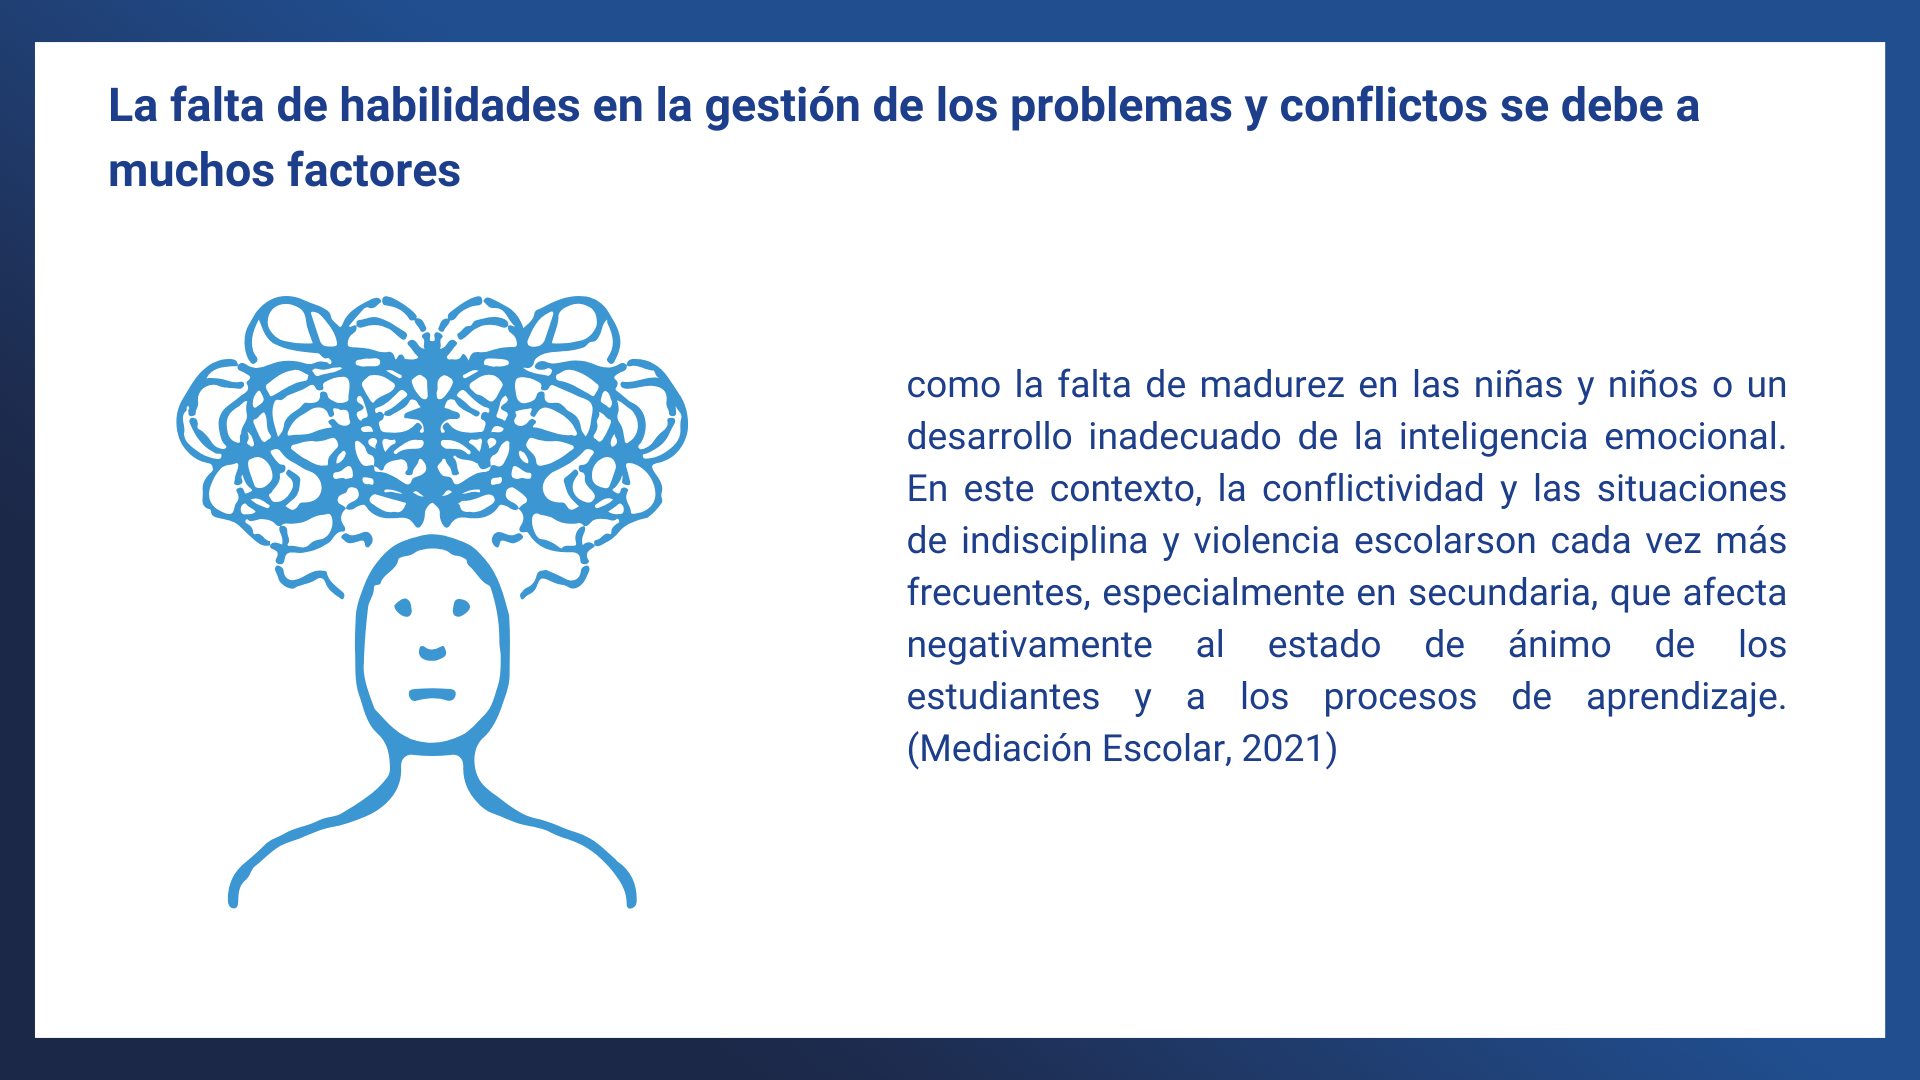 La falta de habilidades en la gestión de los problemas y conflictos se debe a
muchos factores
como la falta de madurez en las niñas y niños o un
desarrollo inadecuado de la inteligencia emocional.
En este contexto, la conflictividad y las situaciones
de indisciplina y violencia escolarson cada vez más
frecuentes, especialmente en secundaria, que afecta
negativamente al estado de ánimo de los
estudiantes y a los procesos de aprendizaje.
(Mediación Escolar, 2021)